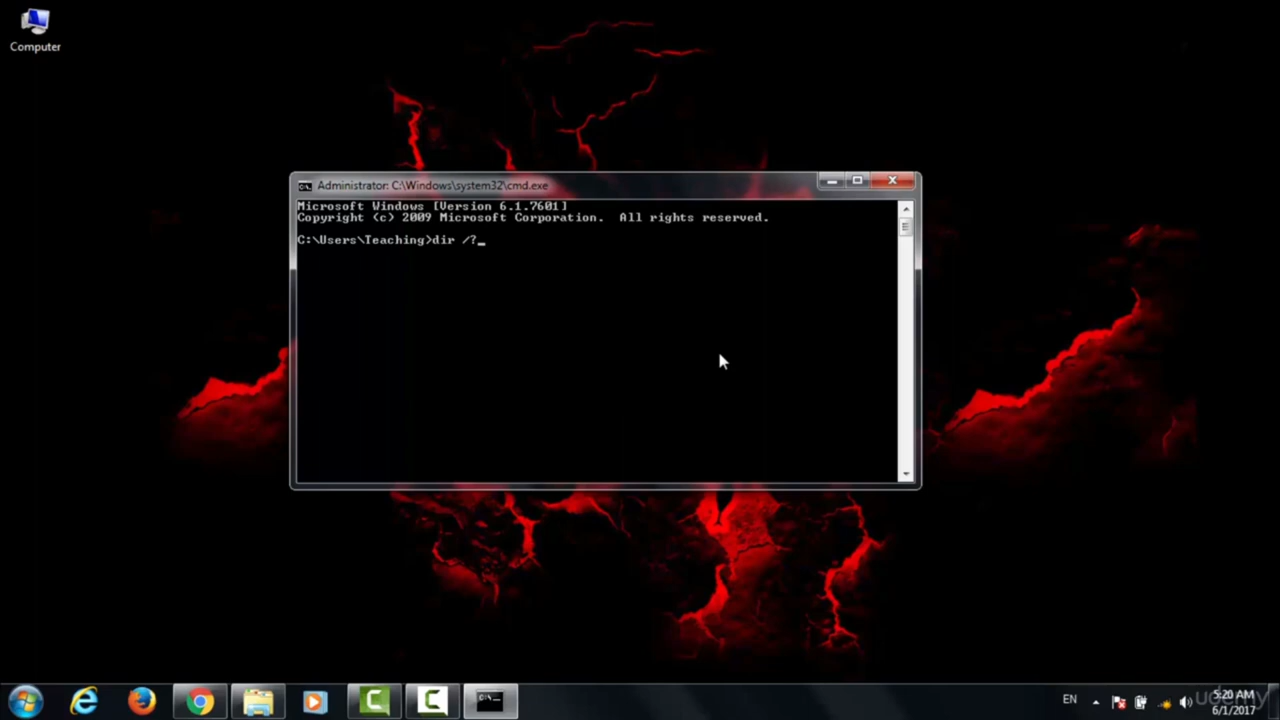 Computer
Administrator: C:\Windows\system32\cmd.exe
Microsoft Windows [Version 6.1.7601]
Copyright (c) 2009 Microsoft Corporation.  All rights reserved.
C:\Users\Teaching>dir /?_
EN
5:20 AM
6/1/2017
udemy